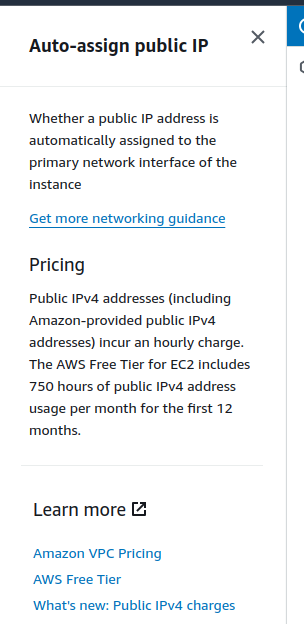 Auto-assign public IP
Whether a public IP address is
automatically assigned to the
primary network interface of the
instance
Get more networking guidance
Pricing
Public IPv4 addresses (including
Amazon-provided public IPv4
addresses) incur an hourly charge.
The AWS Free Tier for EC2 includes
750 hours of public IPv4 address
usage per month for the first 12
months.
Learn more
Amazon VPC Pricing
AWS Free Tier
What's new: Public IPv4 charges